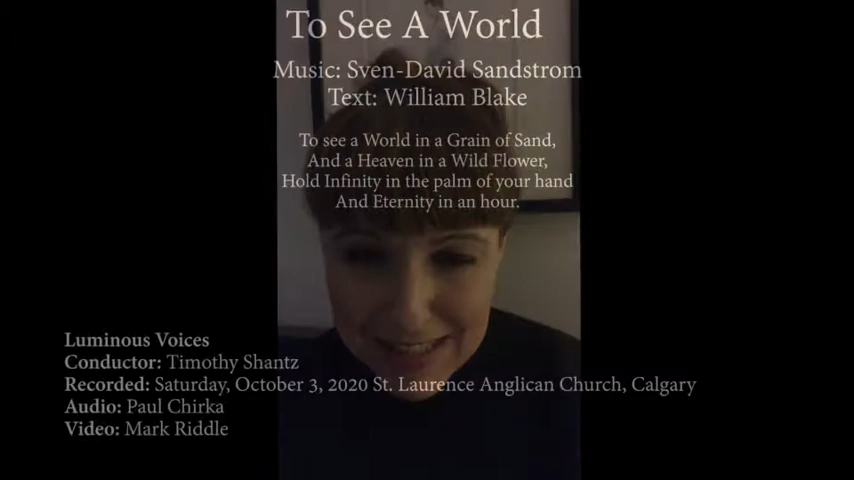 To See A World
Music: Sven-David Sandstrom
Text: William Blake
To see a World in a Grain of Sand,
And a Heaven in a Wild Flower,
Hold Infinity in the palm of your hand
And Eternity in an hour.
Luminous Voices
Conductor: Timothy Shantz
Recorded: Saturday, October 3, 2020 St. Laurence Anglican Church, Calgary
Audio: Paul Chirka
Video: Mark Riddle